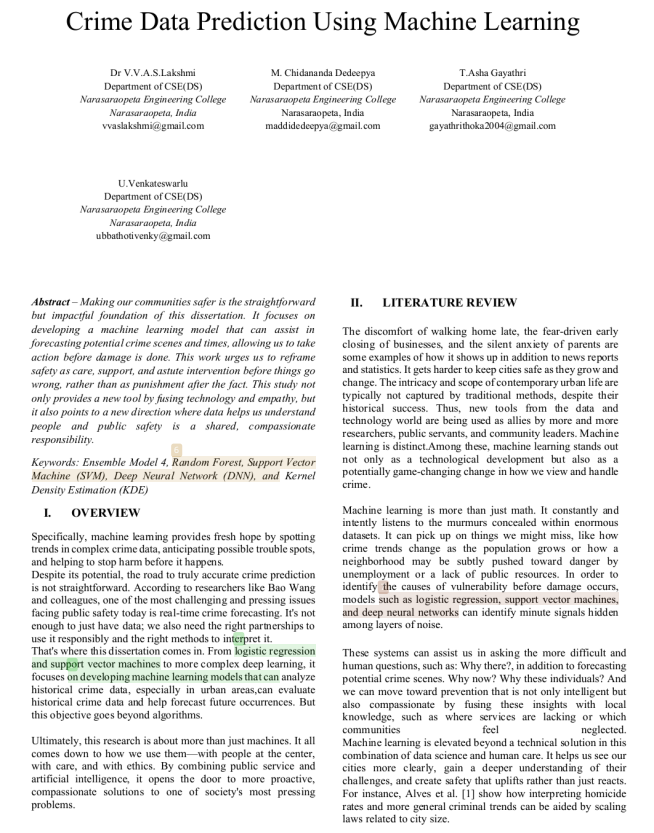 Crime Data Prediction Using Machine Learning
Dr V.V.A.S.Lakshmi
Department of CSE(DS)
Narasaraopeta Engineering College
Narasaraopeta, India
vvaslakshmi@gmail.com
M. Chidananda Dedeepya
Department of CSE(DS)
Narasaraopeta Engineering College
Narasaraopeta, India
maddidedeepya@gmail.com
T.Asha Gayathri
Department of CSE(DS)
Narasaraopeta Engineering College
Narasaraopeta, India
gayathrithoka2004@gmail.com
U.Venkateswarlu
Department of CSE(DS)
Narasaraopeta Engineering College
Narasaraopeta, India
ubbathotivenky@gmail.com
Abstract – Making our communities safer is the straightforward
but impactful foundation of this dissertation. It focuses on
developing a machine learning model that can assist in
forecasting potential crime scenes and times, allowing us to take
action before damage is done. This work urges us to reframe
safety as care, support, and astute intervention before things go
wrong, rather than as punishment after the fact. This study not
only provides a new tool by fusing technology and empathy, but
it also points to a new direction where data helps us understand
people and public safety is a shared, compassionate
responsibility.
Keywords: Ensemble Model 4, Random Forest, Support Vector
Machine (SVM), Deep Neural Network (DNN), and Kernel
Density Estimation (KDE)
I. OVERVIEW
Specifically, machine learning provides fresh hope by spotting
trends in complex crime data, anticipating possible trouble spots,
and helping to stop harm before it happens.
Despite its potential, the road to truly accurate crime prediction
is not straightforward. According to researchers like Bao Wang
and colleagues, one of the most challenging and pressing issues
facing public safety today is real-time crime forecasting. It's not
enough to just have data; we also need the right partnerships to
use it responsibly and the right methods to interpret it.
That's where this dissertation comes in. From logistic regression
and support vector machines to more complex deep learning, it
focuses on developing machine learning models that can analyze
historical crime data, especially in urban areas,can evaluate
historical crime data and help forecast future occurrences. But
this objective goes beyond algorithms.
Ultimately, this research is about more than just machines. It all
comes down to how we use them—with people at the center,
with care, and with ethics. By combining public service and
artificial intelligence, it opens the door to more proactive,
compassionate solutions to one of society's most pressing
problems.
II. LITERATURE REVIEW
The discomfort of walking home late, the fear-driven early
closing of businesses, and the silent anxiety of parents are
some examples of how it shows up in addition to news reports
and statistics. It gets harder to keep cities safe as they grow and
change. The intricacy and scope of contemporary urban life are
typically not captured by traditional methods, despite their
historical success. Thus, new tools from the data and
technology world are being used as allies by more and more
researchers, public servants, and community leaders. Machine
learning is distinct.Among these, machine learning stands out
not only as a technological development but also as a
potentially game-changing change in how we view and handle
crime.
Machine learning is more than just math. It constantly and
intently listens to the murmurs concealed within enormous
datasets. It can pick up on things we might miss, like how
crime trends change as the population grows or how a
neighborhood may be subtly pushed toward danger by
unemployment or a lack of public resources. In order to
identify the causes of vulnerability before damage occurs,
models such as logistic regression, support vector machines,
and deep neural networks can identify minute signals hidden
among layers of noise.
These systems can assist us in asking the more difficult and
human questions, such as: Why there?, in addition to forecasting
potential crime scenes. Why now? Why these individuals? And
we can move toward prevention that is not only intelligent but
also compassionate by fusing these insights with local
knowledge, such as where services are lacking or which
communities feel neglected.
Machine learning is elevated beyond a technical solution in this
combination of data science and human care. It helps us see our
cities more clearly, gain a deeper understanding of their
challenges, and create safety that uplifts rather than just reacts.
For instance, Alves et al. [1] show how interpreting homicide
rates and more general criminal trends can be aided by scaling
laws related to city size.